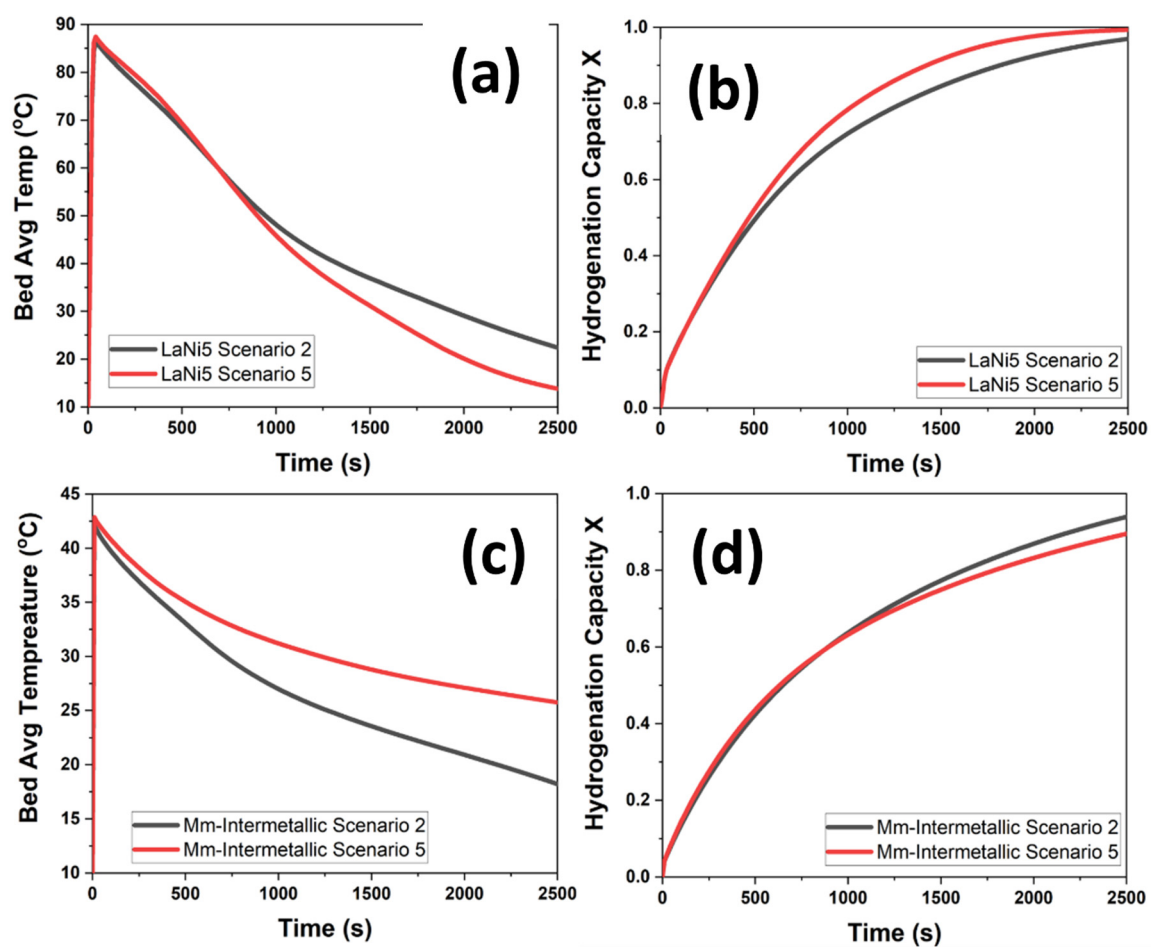 (a)
Bed Avg Temp (°C)
90
80
70
60
50
40
30
20
10
LaNi5 Scenario 2
LaNi5 Scenario 5
0 500 1000 1500 2000 2500
Time (s)
(b)
Hydrogenation Capacity X
1.0
0.8
0.6
0.4
0.2
0.0
LaNi5 Scenario 2
LaNi5 Scenario 5
0 500 1000 1500 2000 2500
Time (s)
(c)
Bed Avg Tempreature (°C)
45
40
35
30
25
20
15
10
Mm-Intermetallic Scenario 2
Mm-Intermetallic Scenario 5
0 500 1000 1500 2000 2500
Time (s)
(d)
Hydrogenation Capacity X
1.0
0.8
0.6
0.4
0.2
0.0
Mm-Intermetallic Scenario 2
Mm-Intermetallic Scenario 5
0 500 1000 1500 2000 2500
Time (s)